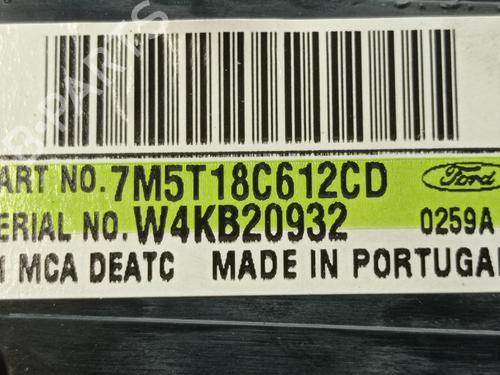 ART NO. 7M5T18C612CD
Ford
ERIAL NO. W4KB20932 0259A
MCA DEATC MADE IN PORTUGAL